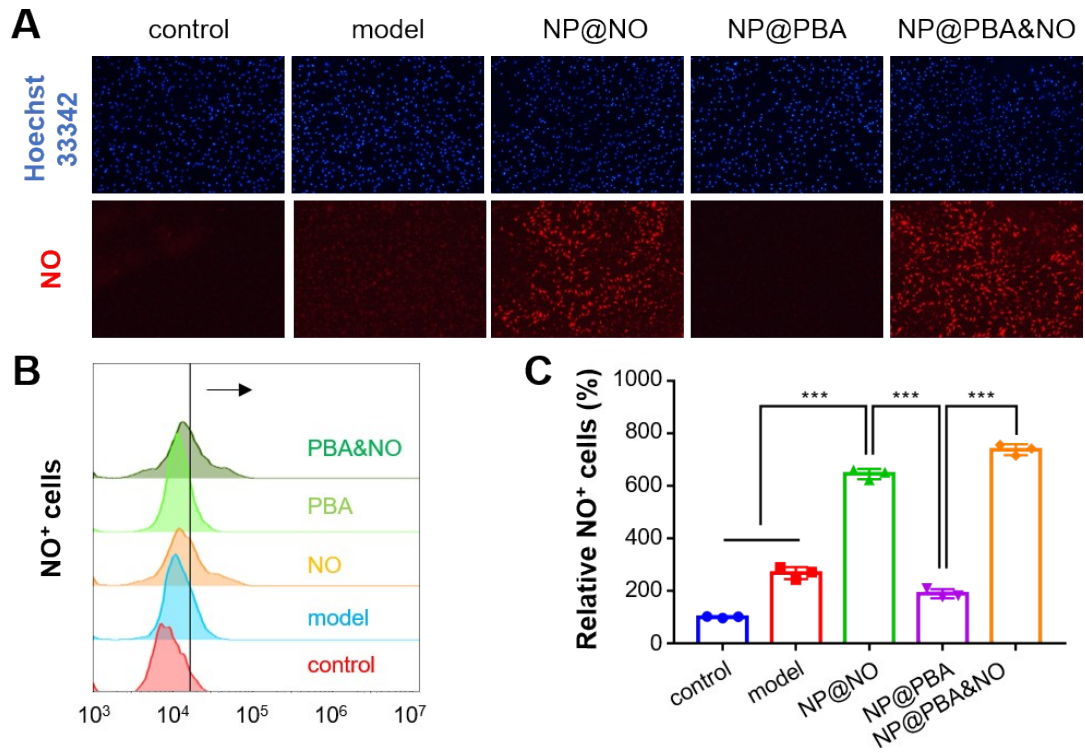 A
control model NP@NO NP@PBA NP@PBA&NO
Hoechst
33342
NO
B
NO⁺ cells
PBA&NO
PBA
NO
model
control
10³ 10⁴ 10⁵ 10⁶ 10⁷
C
Relative NO⁺ cells (%)
1000
800
600
400
200
0
*** *** ***
control model NP@NO NP@PBA NP@PBA&NO